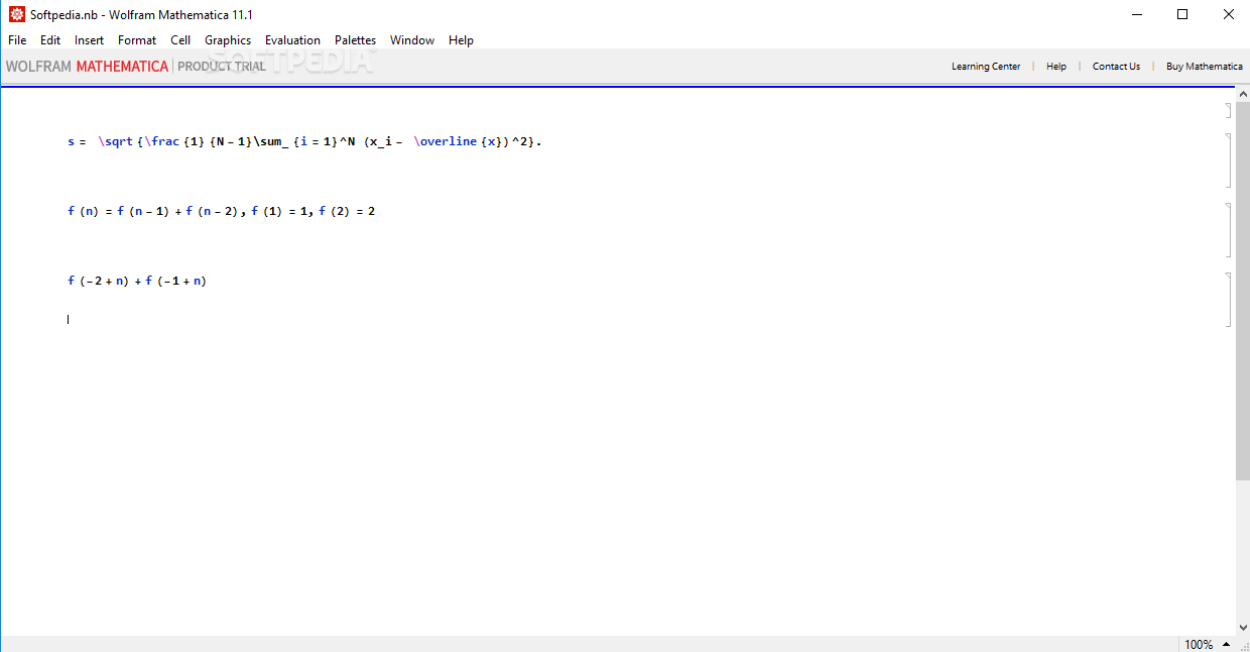 Softpedia.nb - Wolfram Mathematica 11.1
File Edit Insert Format Cell Graphics Evaluation Palettes Window Help
SOFTPEDIA
WOLFRAM MATHEMATICA | PRODUCT TRIAL Learning Center | Help | Contact Us | Buy Mathematica
s = \sqrt {\frac {1} {N - 1}\sum_ {i = 1}^N (x_i - \overline {x}) ^2}.
f (n) = f (n - 1) + f (n - 2), f (1) = 1, f (2) = 2
f (-2 + n) + f (-1 + n)
100%